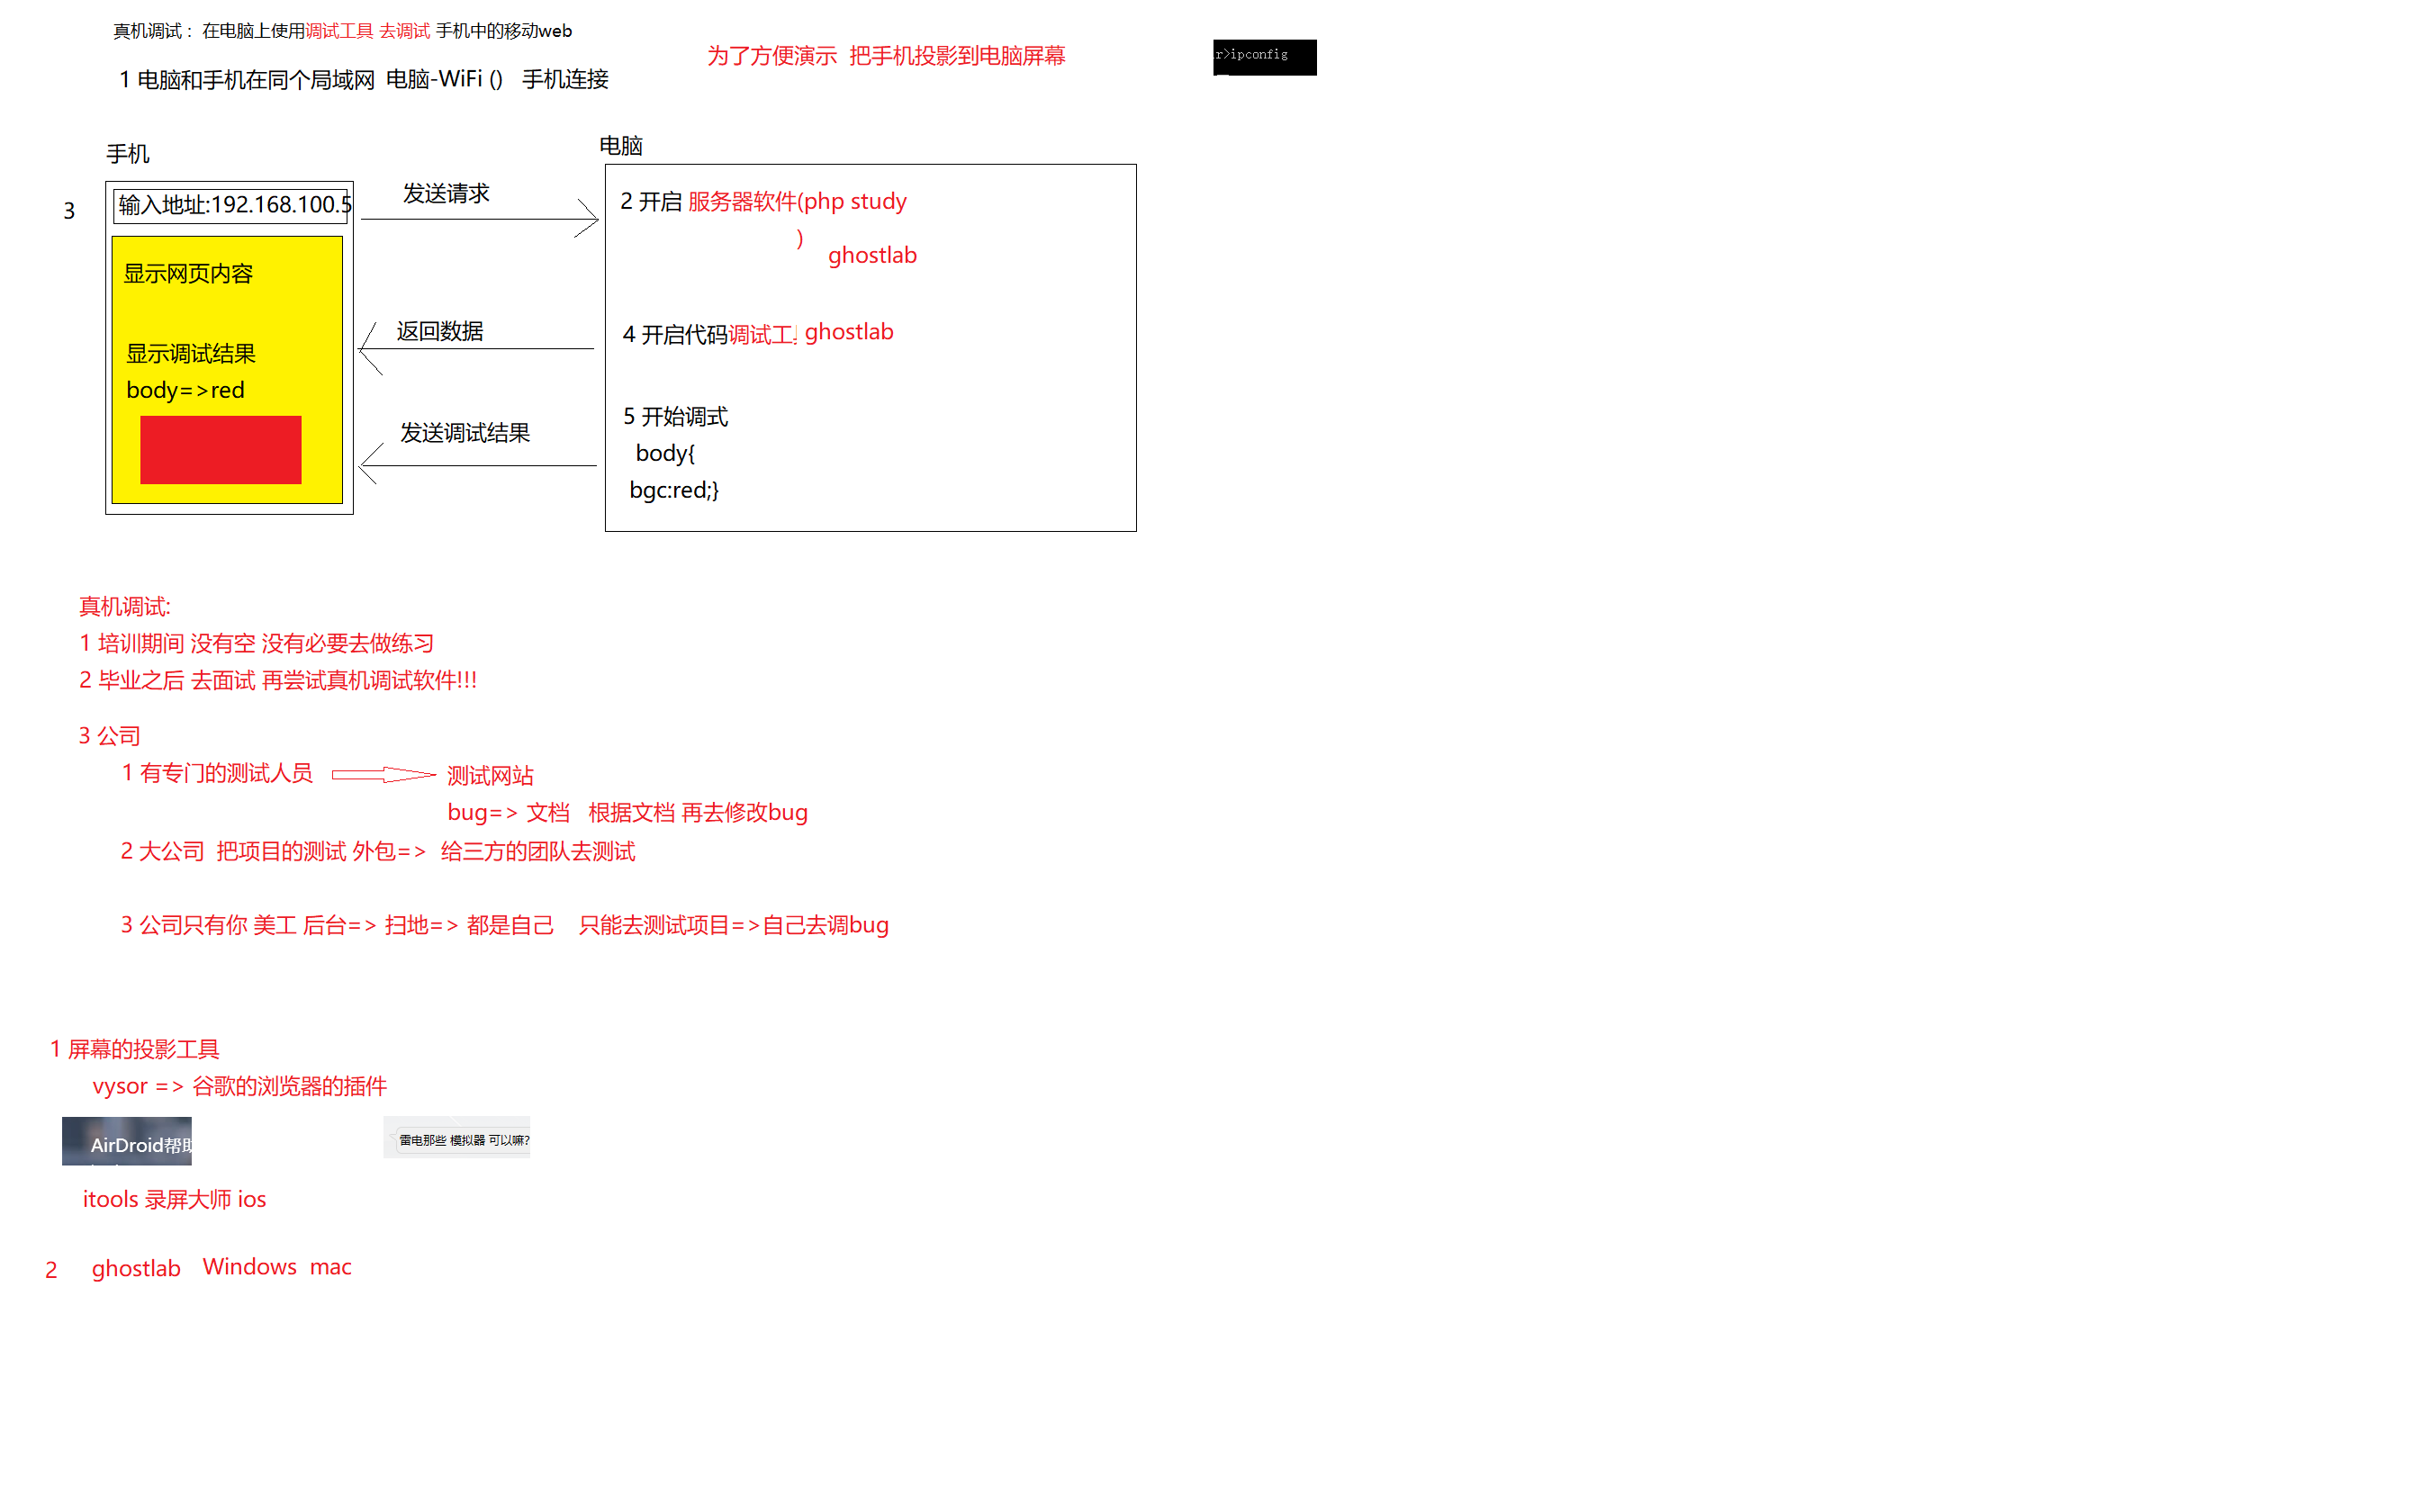 真机调试： 在电脑上使用调试工具 去调试 手机中的移动web
为了方便演示 把手机投影到电脑屏幕
r>ipconfig
1 电脑和手机在同个局域网 电脑-WiFi () 手机连接
手机
电脑
3
输入地址:192.168.100.5
发送请求
2 开启 服务器软件(php study
)
ghostlab
显示网页内容
返回数据
4 开启代码调试工 ghostlab
显示调试结果
body=>red
发送调试结果
5 开始调式
body{
bgc:red;}
真机调试:
1 培训期间 没有空 没有必要去做练习
2 毕业之后 去面试 再尝试真机调试软件!!!
3 公司
1 有专门的测试人员
测试网站
bug=> 文档 根据文档 再去修改bug
2 大公司 把项目的测试 外包=> 给三方的团队去测试
3 公司只有你 美工 后台=> 扫地=> 都是自己 只能去测试项目=>自己去调bug
1 屏幕的投影工具
vysor => 谷歌的浏览器的插件
AirDroid帮
雷电那些 模拟器 可以嘛?
itools 录屏大师 ios
2 ghostlab Windows mac